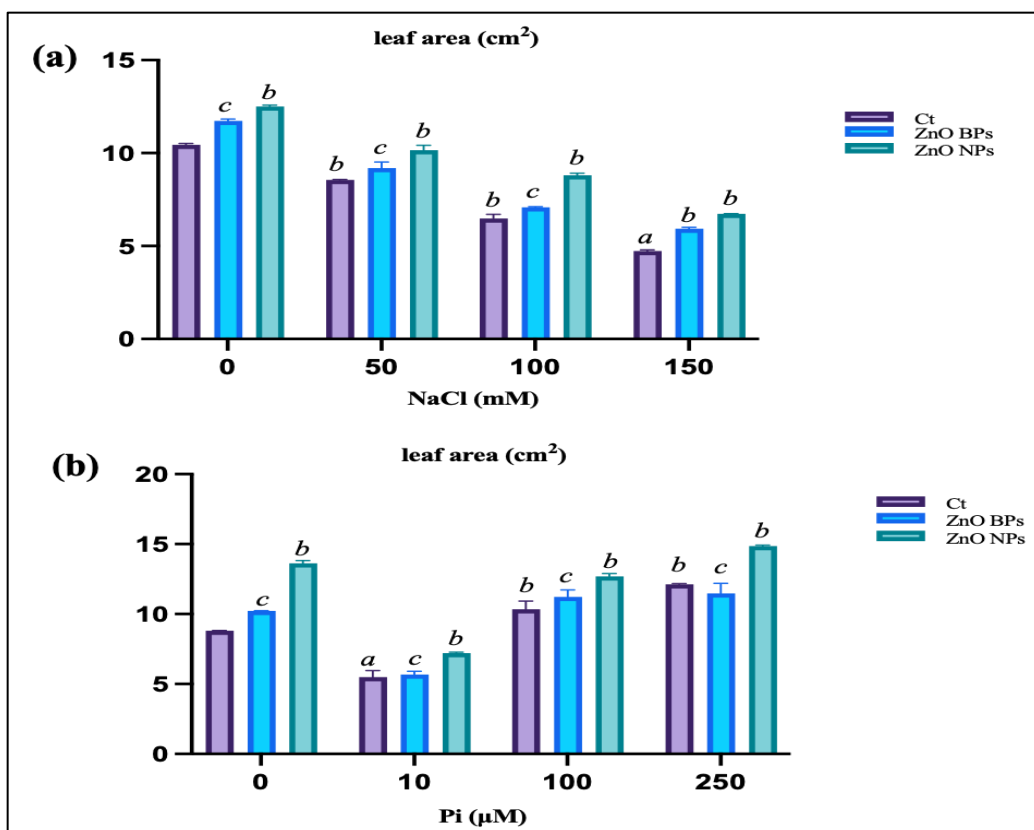 leaf area (cm²)
(a)
15
10
5
0
c b
b c b
b c b
a b b
Ct
ZnO BPs
ZnO NPs
0 50 100 150
NaCl (mM)
leaf area (cm²)
(b)
20
15
10
5
0
c b
a c b
b c b
b c b
Ct
ZnO BPs
ZnO NPs
0 10 100 250
Pi (μM)